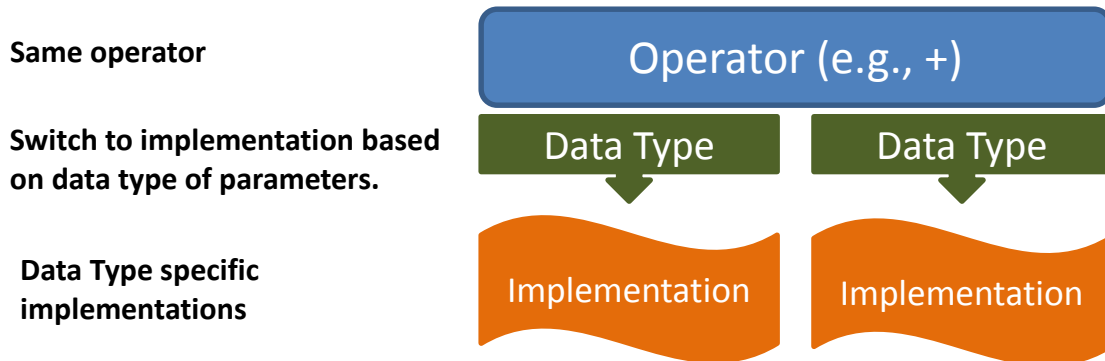 Same operator
Operator (e.g., +)
Switch to implementation based
on data type of parameters.
Data Type
Data Type
Data Type specific
implementations
Implementation
Implementation